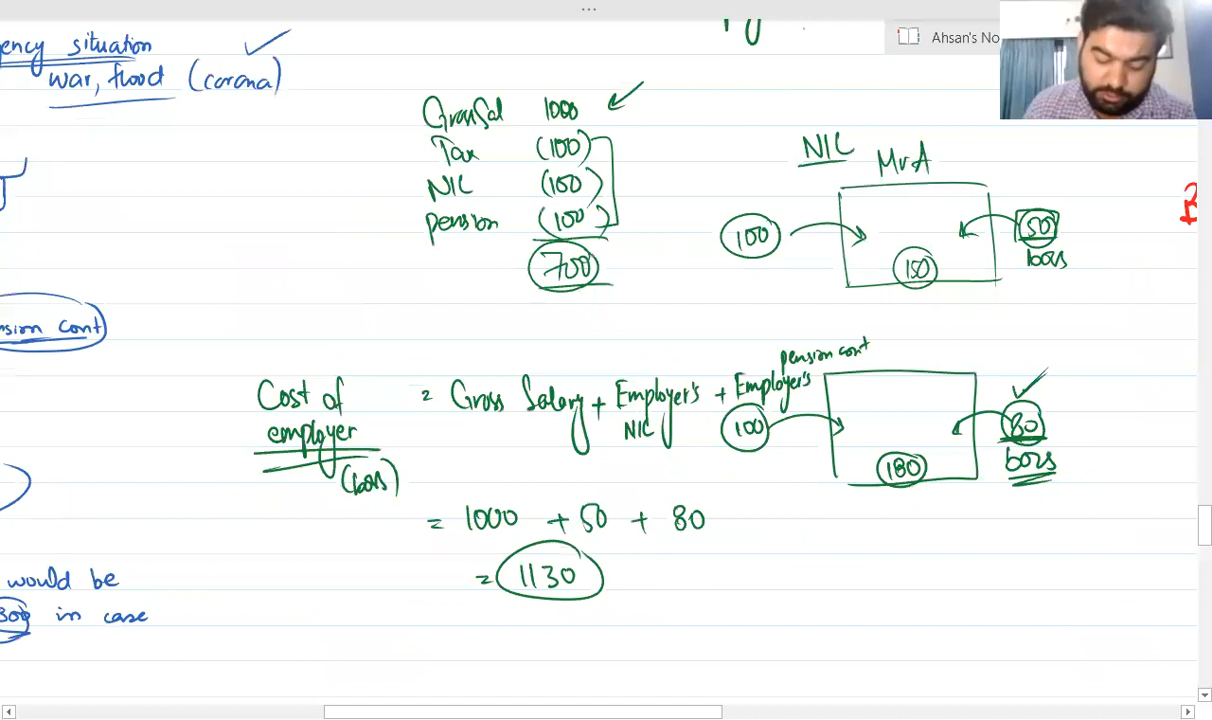 ency situation
war, flood (corona)
Ahsan's No
Gross Sal 1000
Tax (100)
NIC (100)
pension (100)
700
NIC
Mr A
100
50
boss
150
nsion cont
pension cont
Cost of employer (boss)
= Gross Salary + Employer's NIC + Employer's
100
80
boss
180
= 1000 + 50 + 80
= 1130
would be
300 in case